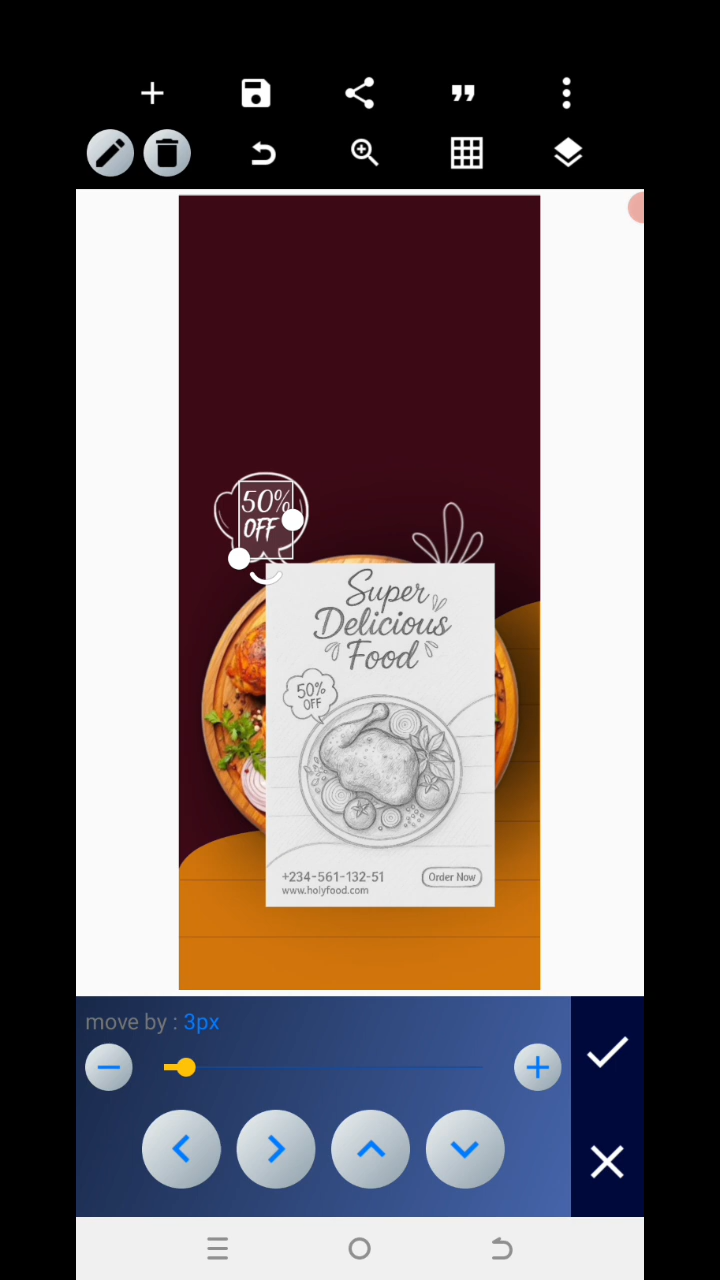 50%
OFF
Super
Delicious
Food
50%
OFF
+234-561-132-51
www.holyfood.com
Order Now
move by : 3px